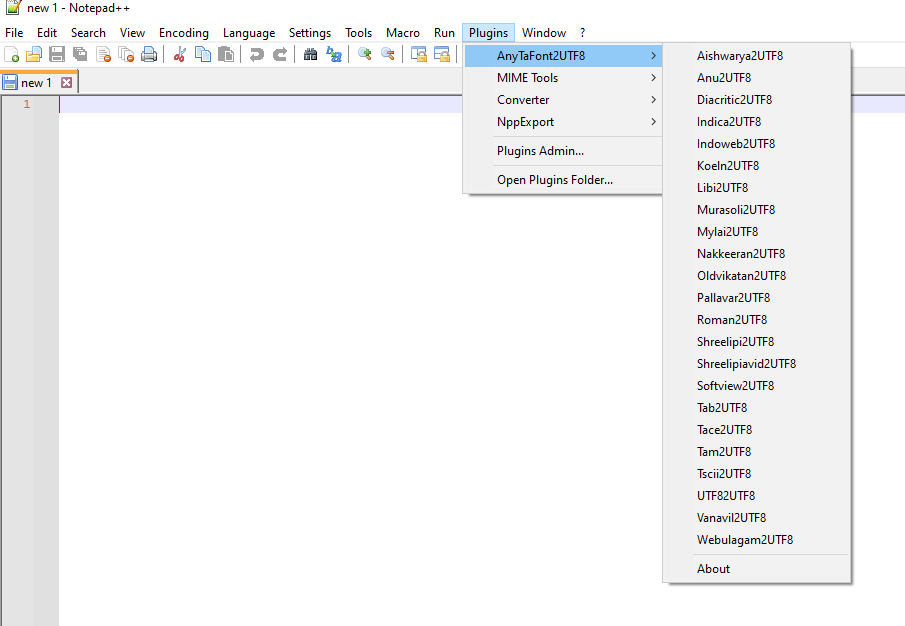 new 1 - Notepad++
File Edit Search View Encoding Language Settings Tools Macro Run Plugins Window ?
new 1
1
AnyTaFont2UTF8
MIME Tools
Converter
NppExport
Plugins Admin...
Open Plugins Folder...
Aishwarya2UTF8
Anu2UTF8
Diacritic2UTF8
Indica2UTF8
Indoweb2UTF8
Koeln2UTF8
Libi2UTF8
Murasoli2UTF8
Mylai2UTF8
Nakkeeran2UTF8
Oldvikatan2UTF8
Pallavar2UTF8
Roman2UTF8
Shreelipi2UTF8
Shreelipiavid2UTF8
Softview2UTF8
Tab2UTF8
Tace2UTF8
Tam2UTF8
Tscii2UTF8
UTF82UTF8
Vanavil2UTF8
Webulagam2UTF8
About